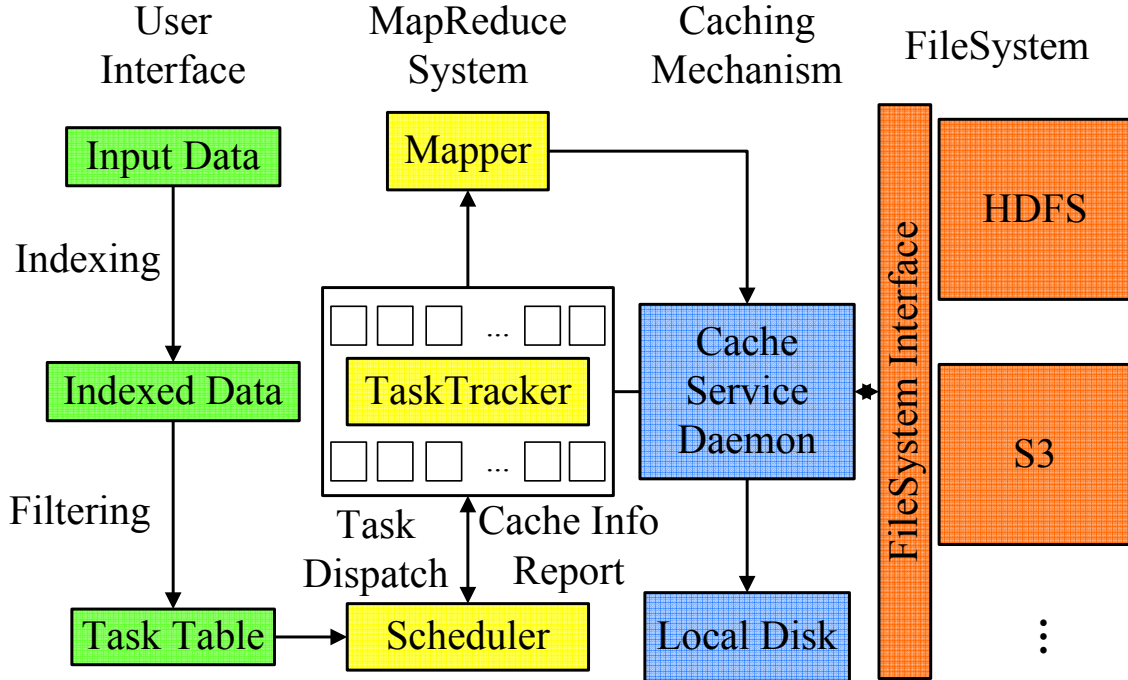 User
Interface
MapReduce
System
Caching
Mechanism
FileSystem
Input Data
Mapper
HDFS
Indexing
...
Indexed Data
TaskTracker
Cache
Service
Daemon
FileSystem Interface
S3
...
Filtering
Task
Dispatch
Cache Info
Report
Task Table
Scheduler
Local Disk
⋮